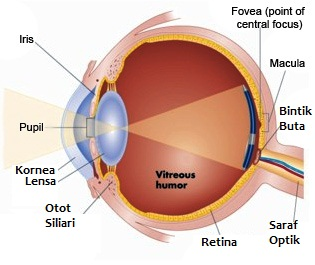 Fovea (point of
central focus)
Iris
Macula
Bintik
Buta
Pupil
Kornea
Lensa
Vitreous
humor
Otot
Siliari
Retina
Saraf
Optik